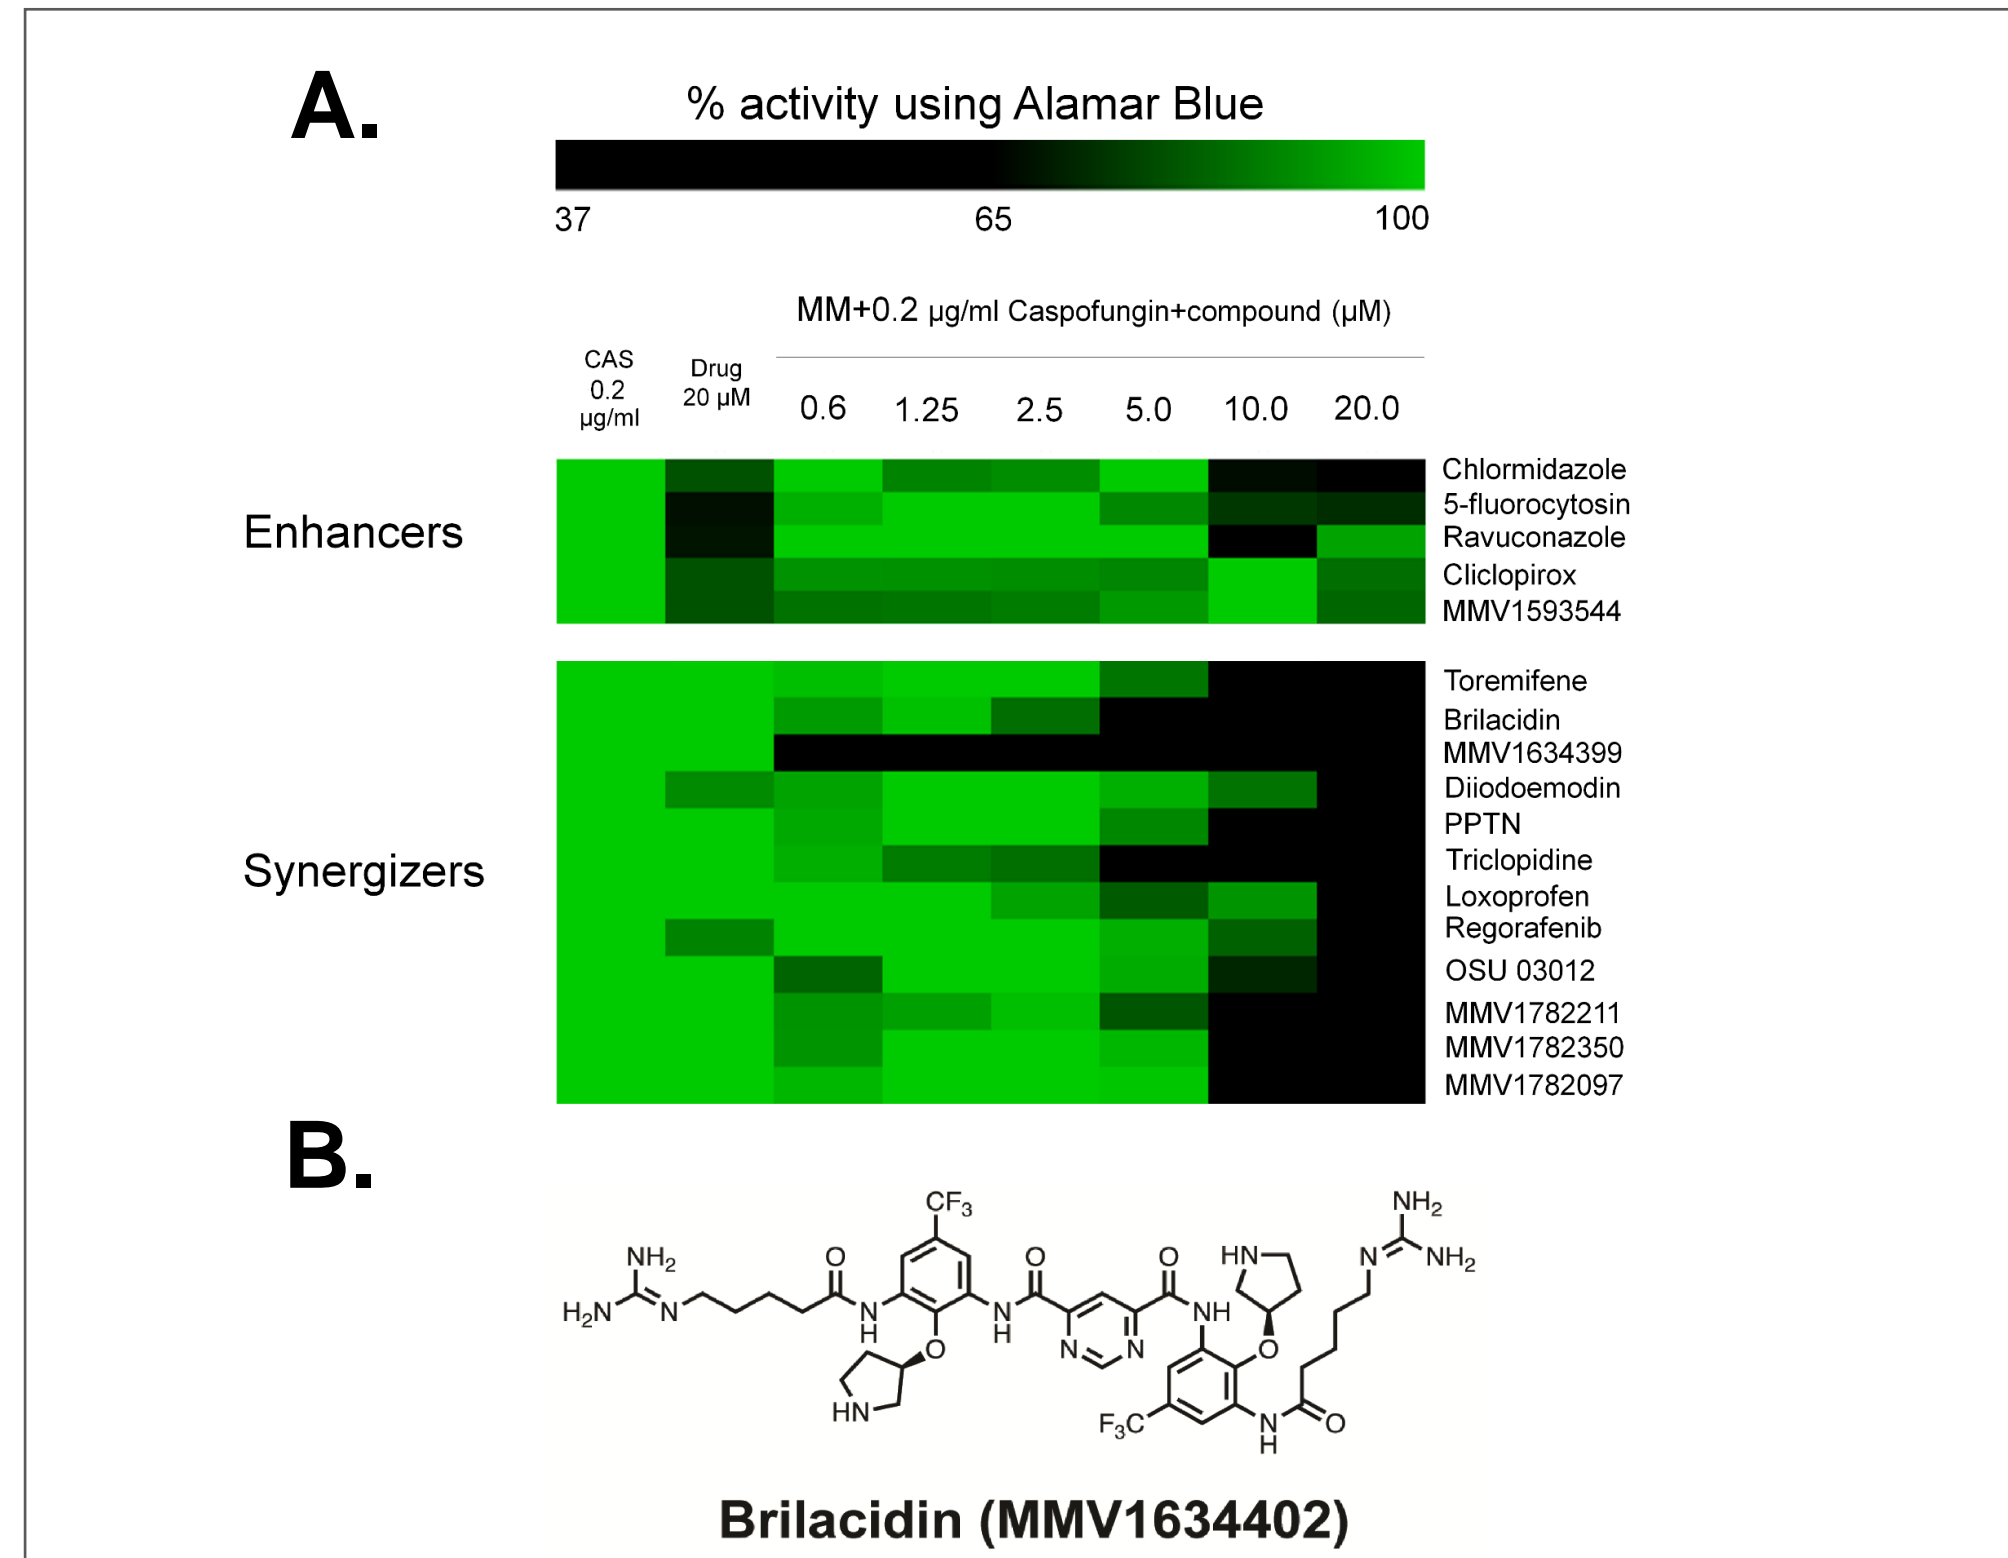 A.
% activity using Alamar Blue
37 65 100
MM+0.2 µg/ml Caspofungin+compound (µM)
CAS
0.2
µg/ml
Drug
20 µM
0.6 1.25 2.5 5.0 10.0 20.0
Enhancers
Chlormidazole
5-fluorocytosin
Ravuconazole
Cliclopirox
MMV1593544
Synergizers
Toremifene
Brilacidin
MMV1634399
Diiodoemodin
PPTN
Triclopidine
Loxoprofen
Regorafenib
OSU 03012
MMV1782211
MMV1782350
MMV1782097
B.
CF3 NH2
NH2 O O O HN N NH2
H2N N N H N H NH
O N N O
HN F3C N H O
Brilacidin (MMV1634402)